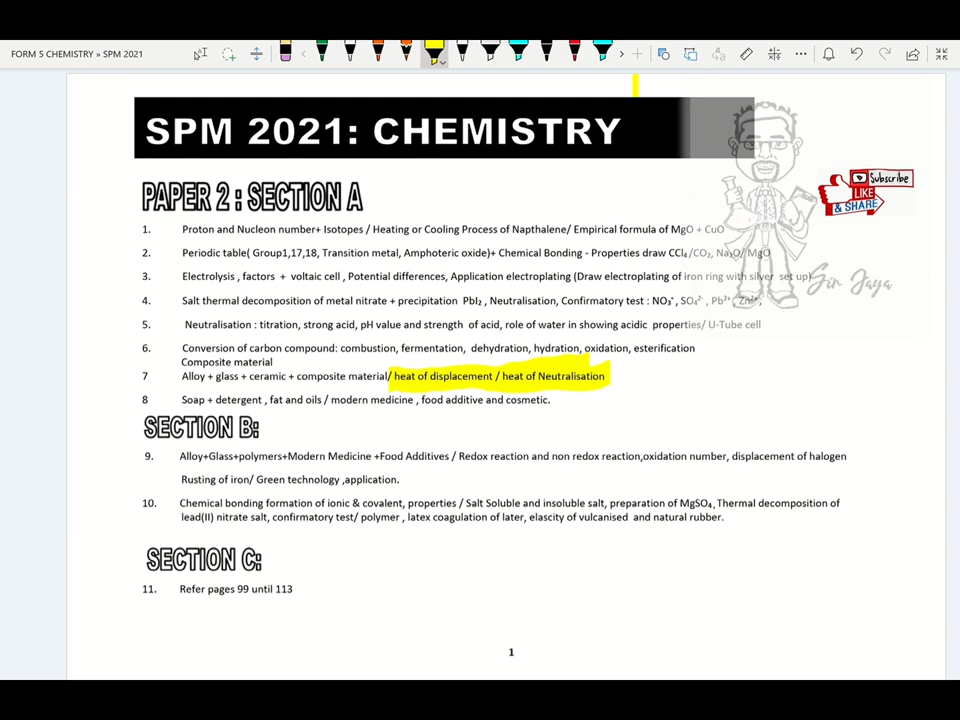 FORM 5 CHEMISTRY » SPM 2021
SPM 2021: CHEMISTRY
PAPER 2 : SECTION A
Subscribe
LIKE
& SHARE
1. Proton and Nucleon number+ Isotopes / Heating or Cooling Process of Napthalene/ Empirical formula of MgO + CuO
2. Periodic table( Group1,17,18, Transition metal, Amphoteric oxide)+ Chemical Bonding - Properties draw CCl₄ /CO₂, Na₂O/ MgO
3. Electrolysis , factors + voltaic cell , Potential differences, Application electroplating (Draw electroplating of iron ring with silver set up)
4. Salt thermal decomposition of metal nitrate + precipitation PbI₂ , Neutralisation, Confirmatory test : NO₃⁻, SO₄²⁻ , Pb²⁺, Zn²⁺,
Sin Jaya
5. Neutralisation : titration, strong acid, pH value and strength of acid, role of water in showing acidic properties/ U-Tube cell
6. Conversion of carbon compound: combustion, fermentation, dehydration, hydration, oxidation, esterification
Composite material
7 Alloy + glass + ceramic + composite material/ heat of displacement / heat of Neutralisation
8 Soap + detergent , fat and oils / modern medicine , food additive and cosmetic.
SECTION B:
9. Alloy+Glass+polymers+Modern Medicine +Food Additives / Redox reaction and non redox reaction,oxidation number, displacement of halogen
Rusting of iron/ Green technology ,application.
10. Chemical bonding formation of ionic & covalent, properties / Salt Soluble and insoluble salt, preparation of MgSO₄ ,Thermal decomposition of
lead(II) nitrate salt, confirmatory test/ polymer , latex coagulation of later, elascity of vulcanised and natural rubber.
SECTION C:
11. Refer pages 99 until 113
1